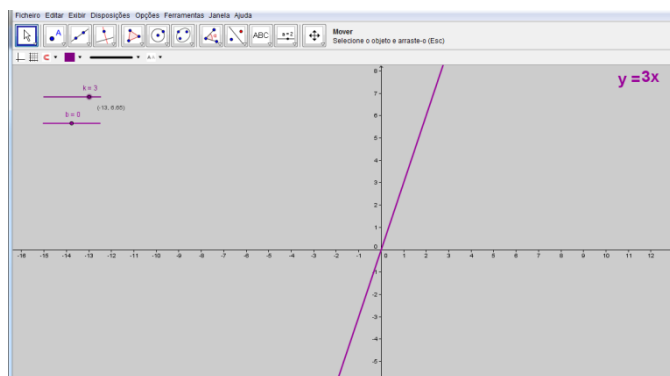 Ficheiro Editar Exibir Disposições Opções Ferramentas Janela Ajuda
A
ABC
a=2
Mover
Selecione o objeto e arraste-o (Esc)
y = 3x
k = 3
b = 0
8
7
6
5
4
3
2
1
0
-16 -15 -14 -13 -12 -11 -10 -9 -8 -7 -6 -5 -4 -3 -2 -1 0 1 2 3 4 5 6 7 8 9 10 11 12
-1
-2
-3
-4
-5